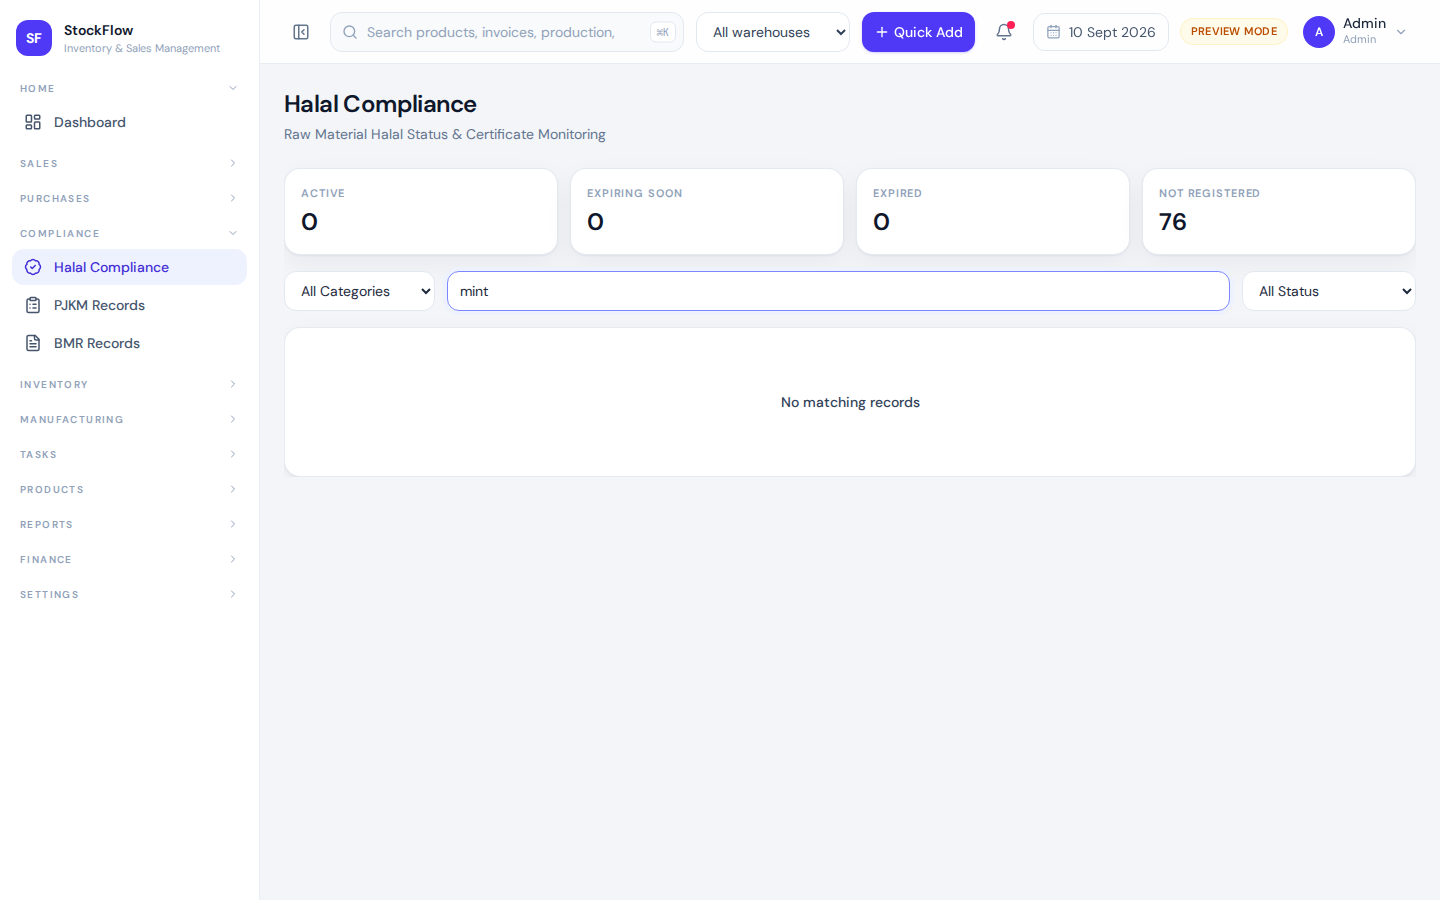 SF
StockFlow
Inventory & Sales Management
HOME
Dashboard
SALES
PURCHASES
COMPLIANCE
Halal Compliance
PJKM Records
BMR Records
INVENTORY
MANUFACTURING
TASKS
PRODUCTS
REPORTS
FINANCE
SETTINGS
Search products, invoices, production,
⌘K
All warehouses
+ Quick Add
10 Sept 2026
PREVIEW MODE
A
Admin
Admin
Halal Compliance
Raw Material Halal Status & Certificate Monitoring
ACTIVE
0
EXPIRING SOON
0
EXPIRED
0
NOT REGISTERED
76
All Categories
mint
All Status
No matching records